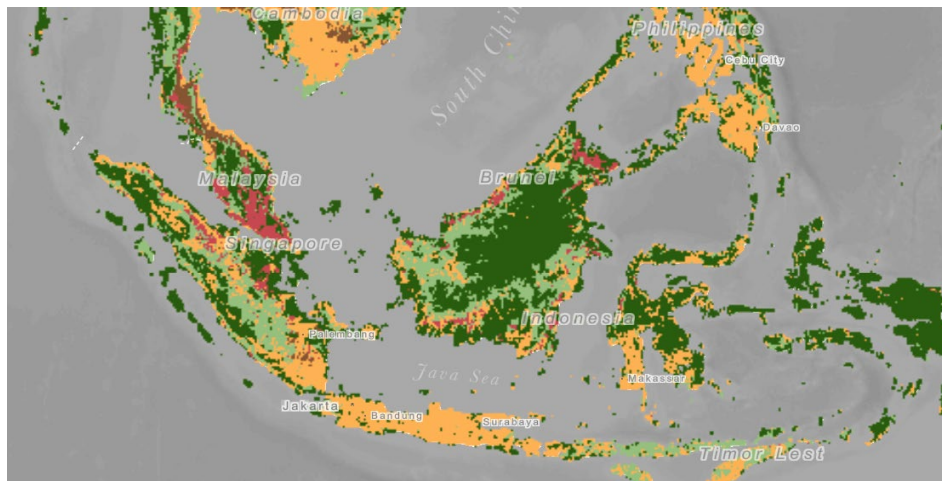 Cambodia
South Chin
Philippines
Cebu City
Davao
Malaysia
Brunei
Singapore
Indonesia
Palembang
Java Sea
Makassar
Jakarta
Bandung
Surabaya
Timor Lest